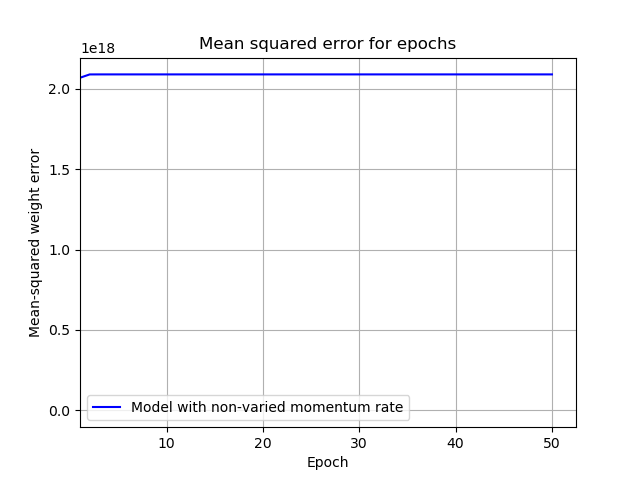 Mean squared error for epochs
1e18
2.0
1.5
1.0
0.5
0.0
Mean-squared weight error
Model with non-varied momentum rate
10 20 30 40 50
Epoch